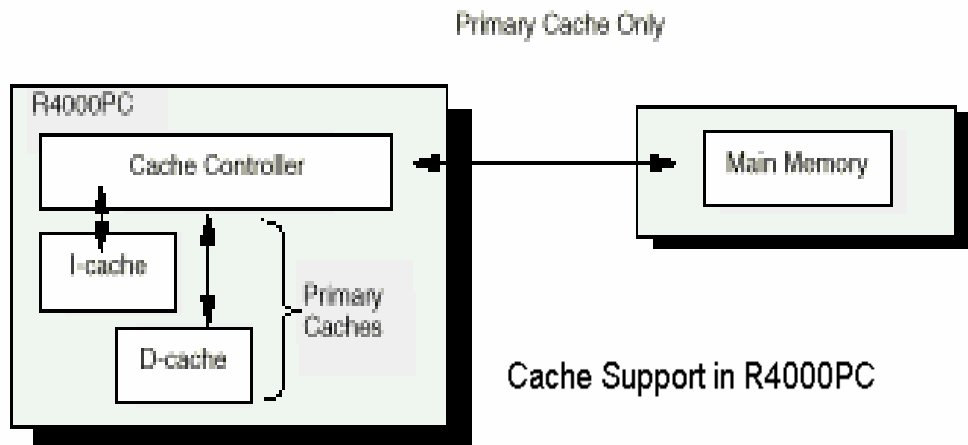 Primary Cache Only
R4000PC
Cache Controller
Main Memory
I-cache
Primary
Caches
D-cache
Cache Support in R4000PC